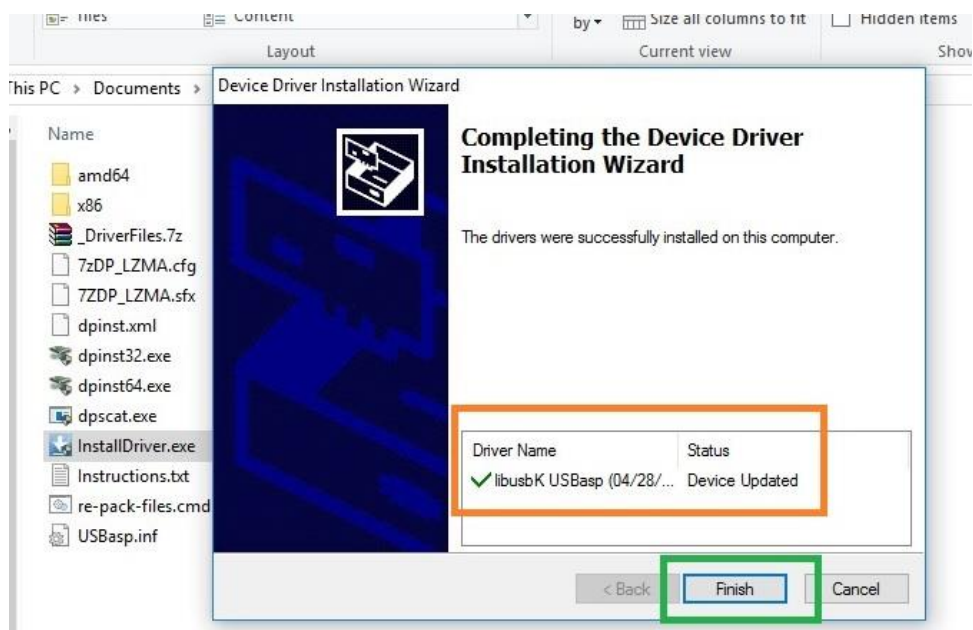 Tiles Content by Size all columns to fit Hidden items
Layout Current view Show
This PC > Documents >
Device Driver Installation Wizard
Name
amd64
x86
_DriverFiles.7z
7zDP_LZMA.cfg
7ZDP_LZMA.sfx
dpinst.xml
dpinst32.exe
dpinst64.exe
dpscat.exe
InstallDriver.exe
Instructions.txt
re-pack-files.cmd
USBasp.inf
Completing the Device Driver
Installation Wizard
The drivers were successfully installed on this computer.
Driver Name Status
libusbK USBasp (04/28/... Device Updated
< Back Finish Cancel